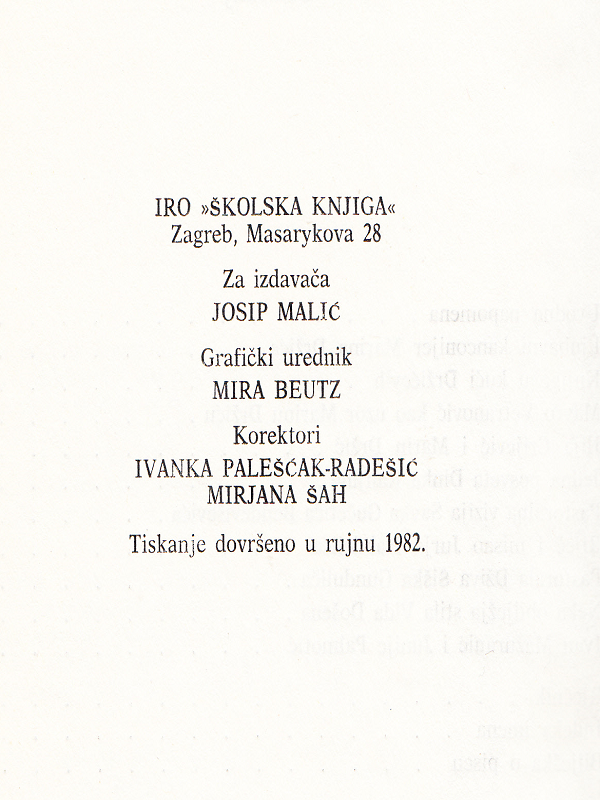 IRO »ŠKOLSKA KNJIGA«
Zagreb, Masarykova 28
Za izdavača
JOSIP MALIĆ
Grafički urednik
MIRA BEUTZ
Korektori
IVANKA PALEŠĆAK-RADEŠIĆ
MIRJANA ŠAH
Tiskanje dovršeno u rujnu 1982.